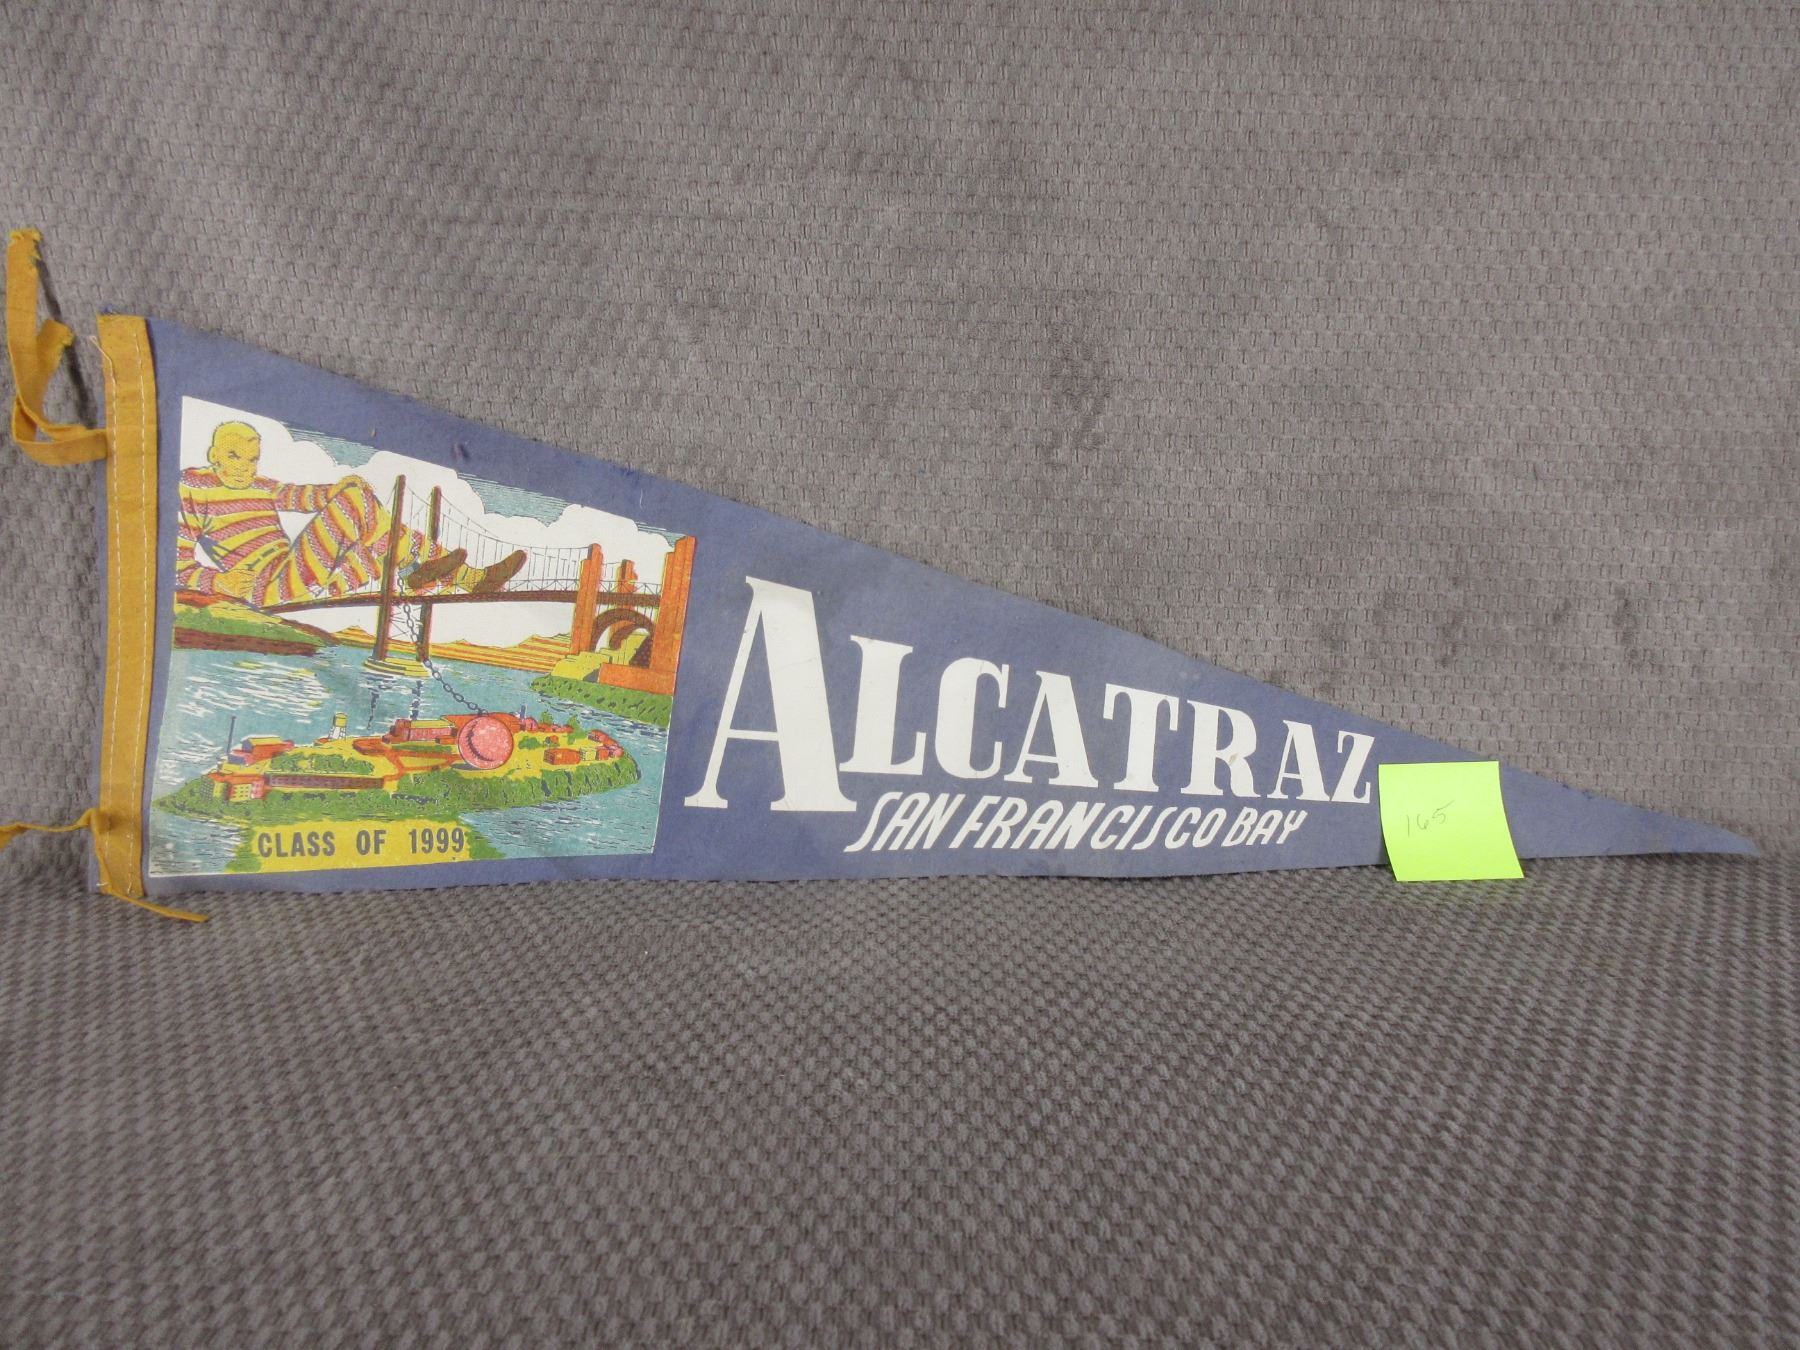 CLASS OF 1999
ALCATRAZ
SAN FRANCISCO BAY
165